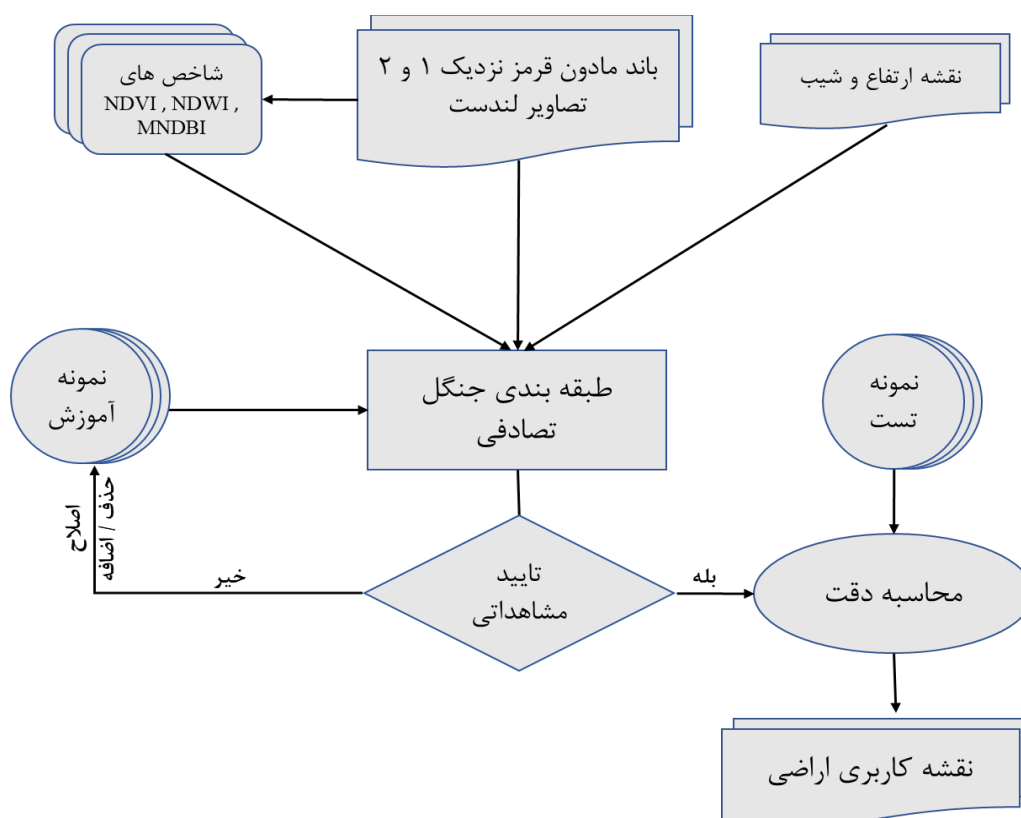 نقشه ارتفاع و شیب
باند مادون قرمز نزدیک ۱ و ۲
تصاویر لندست
شاخص های
NDVI , NDWI ,
MNDBI
طبقه بندی جنگل
تصادفی
نمونه
آموزش
نمونه
تست
اصلاح
حذف / اضافه
خیر
تایید
مشاهداتی
بله
محاسبه دقت
نقشه کاربری اراضی